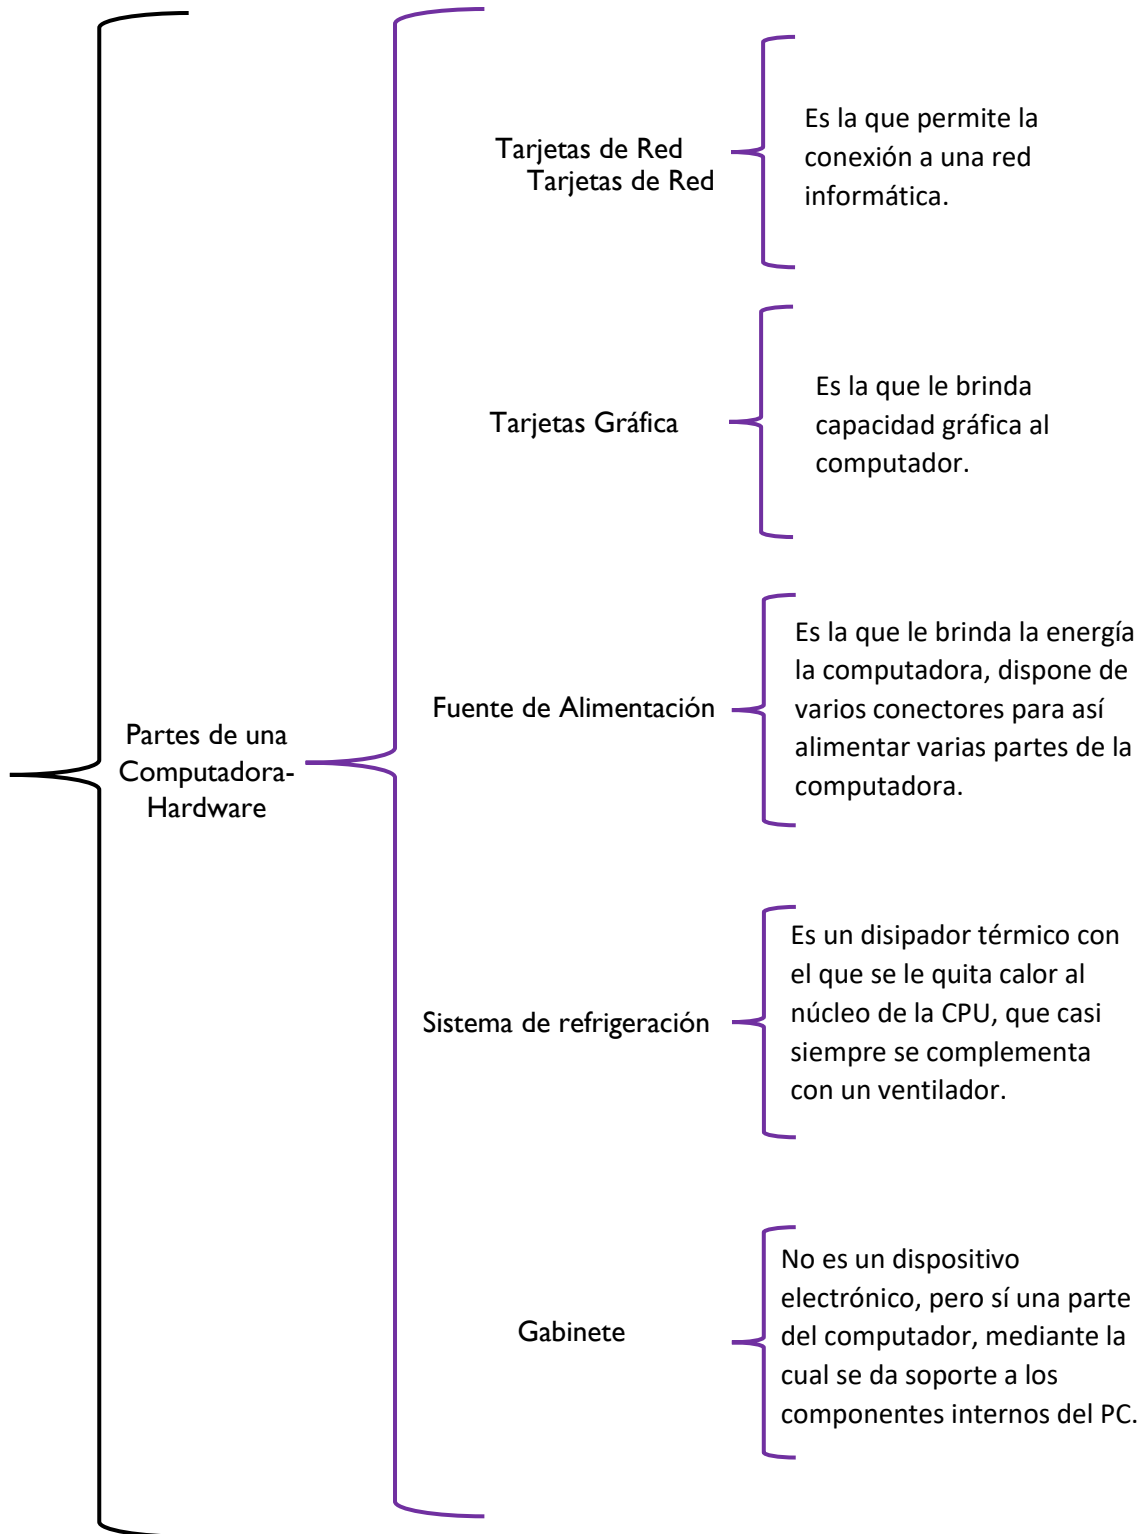 Tarjetas de Red
Tarjetas de Red
Es la que permite la
conexión a una red
informática.
Tarjetas Gráfica
Es la que le brinda
capacidad gráfica al
computador.
Partes de una
Computadora-
Hardware
Fuente de Alimentación
Es la que le brinda la energía
la computadora, dispone de
varios conectores para así
alimentar varias partes de la
computadora.
Sistema de refrigeración
Es un disipador térmico con
el que se le quita calor al
núcleo de la CPU, que casi
siempre se complementa
con un ventilador.
Gabinete
No es un dispositivo
electrónico, pero sí una parte
del computador, mediante la
cual se da soporte a los
componentes internos del PC.